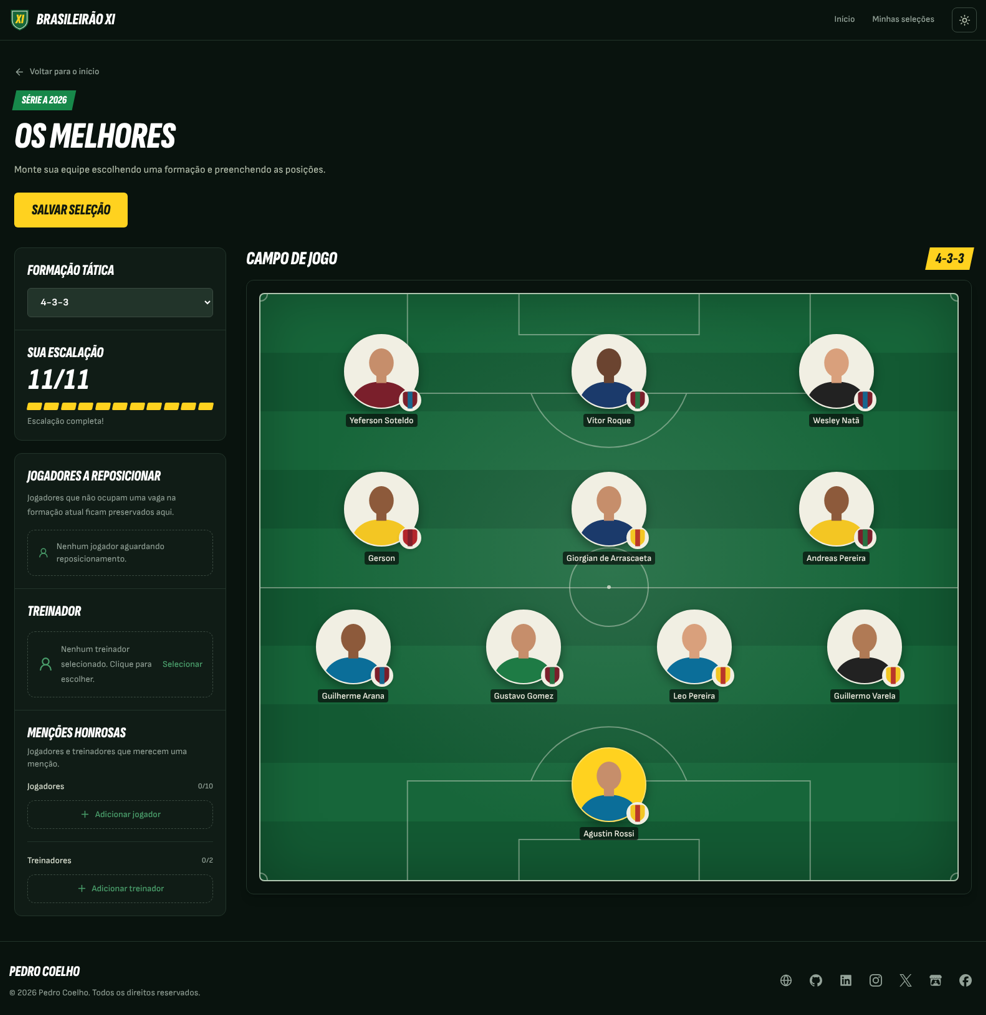 XI
BRASILEIRÃO XI
Início
Minhas seleções
Voltar para o início
SÉRIE A 2026
OS MELHORES
Monte sua equipe escolhendo uma formação e preenchendo as posições.
SALVAR SELEÇÃO
FORMAÇÃO TÁTICA
4-3-3
SUA ESCALAÇÃO
11/11
Escalação completa!
JOGADORES A REPOSICIONAR
Jogadores que não ocupam uma vaga na
formação atual ficam preservados aqui.
Nenhum jogador aguardando
reposicionamento.
TREINADOR
Nenhum treinador
selecionado. Clique para
escolher.
Selecionar
MENÇÕES HONROSAS
Jogadores e treinadores que merecem uma
menção.
Jogadores
0/10
Adicionar jogador
Treinadores
0/2
Adicionar treinador
CAMPO DE JOGO
4-3-3
Yeferson Soteldo
Vitor Roque
Wesley Natã
Gerson
Giorgian de Arrascaeta
Andreas Pereira
Guilherme Arana
Gustavo Gomez
Leo Pereira
Guillermo Varela
Agustin Rossi
PEDRO COELHO
© 2026 Pedro Coelho. Todos os direitos reservados.